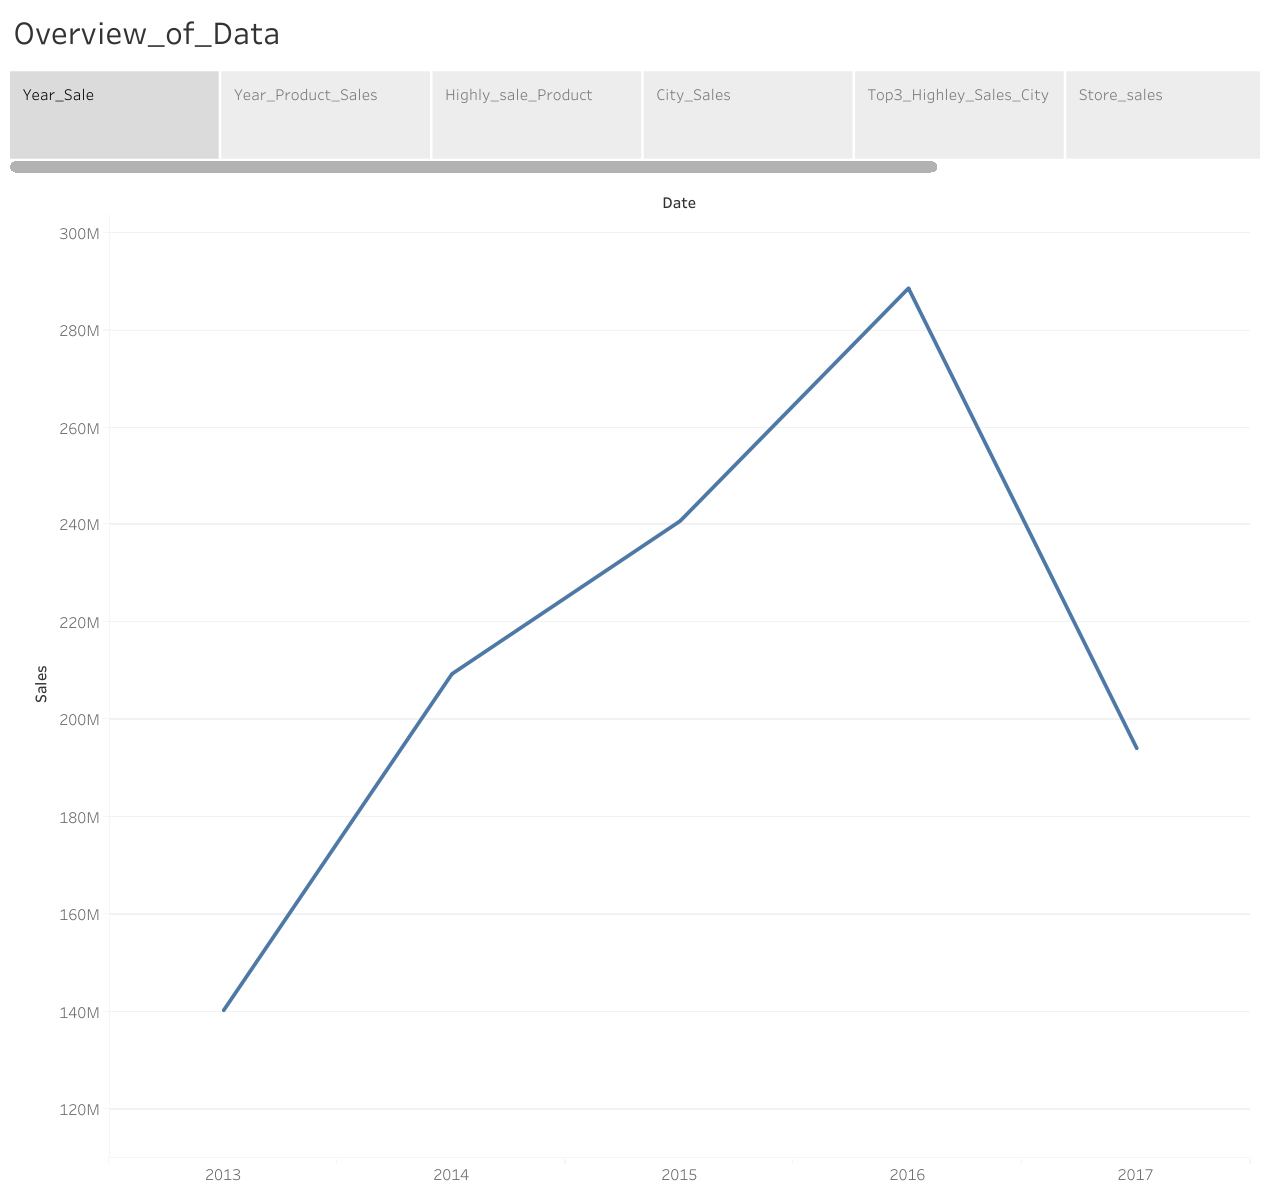 Overview_of_Data
Year_Sale
Year_Product_Sales
Highly_sale_Product
City_Sales
Top3_Highley_Sales_City
Store_sales
Date
300M
280M
260M
240M
220M
200M
180M
160M
140M
120M
Sales
2013
2014
2015
2016
2017